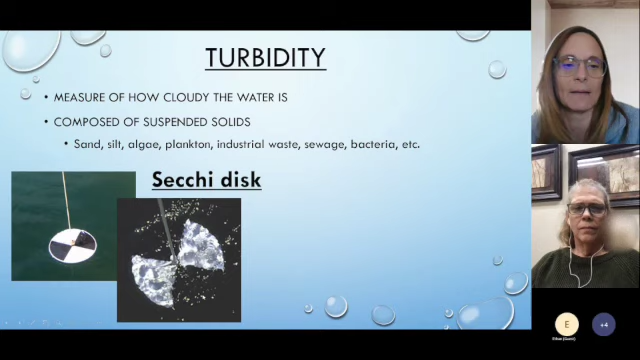 TURBIDITY
• MEASURE OF HOW CLOUDY THE WATER IS
• COMPOSED OF SUSPENDED SOLIDS
• Sand, silt, algae, plankton, industrial waste, sewage, bacteria, etc.
Secchi disk
E
+4